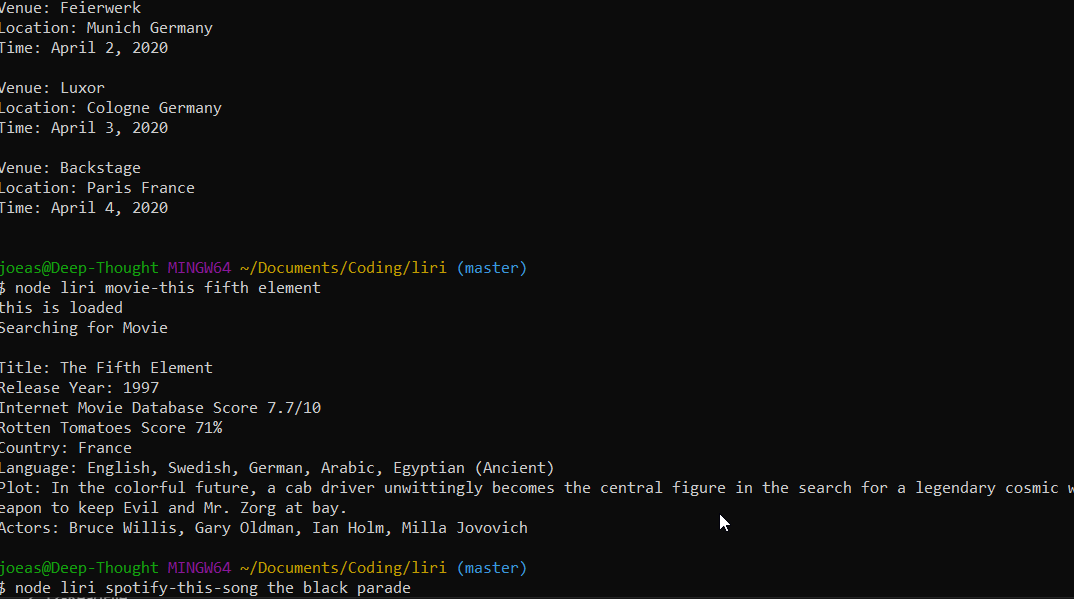 Venue: Feierwerk
Location: Munich Germany
Time: April 2, 2020
Venue: Luxor
Location: Cologne Germany
Time: April 3, 2020
Venue: Backstage
Location: Paris France
Time: April 4, 2020
joeas@Deep-Thought MINGW64 ~/Documents/Coding/liri (master)
$ node liri movie-this fifth element
this is loaded
Searching for Movie
Title: The Fifth Element
Release Year: 1997
Internet Movie Database Score 7.7/10
Rotten Tomatoes Score 71%
Country: France
Language: English, Swedish, German, Arabic, Egyptian (Ancient)
Plot: In the colorful future, a cab driver unwittingly becomes the central figure in the search for a legendary cosmic w
eapon to keep Evil and Mr. Zorg at bay.
Actors: Bruce Willis, Gary Oldman, Ian Holm, Milla Jovovich
joeas@Deep-Thought MINGW64 ~/Documents/Coding/liri (master)
$ node liri spotify-this-song the black parade